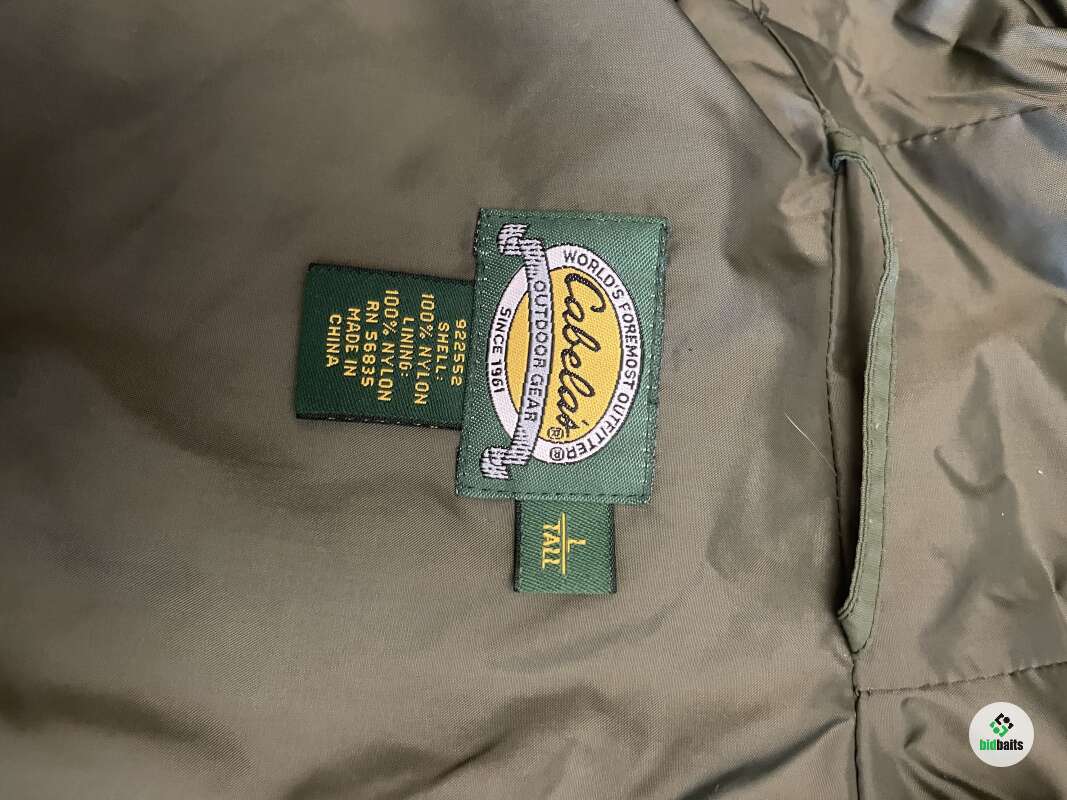 WORLD'S FOREMOST OUTFITTER®
Cabela's®
OUTDOOR GEAR
SINCE 1961
L
TALL
922552
SHELL:
100% NYLON
LINING:
100% NYLON
RN 56835
MADE IN
CHINA
bidbaits